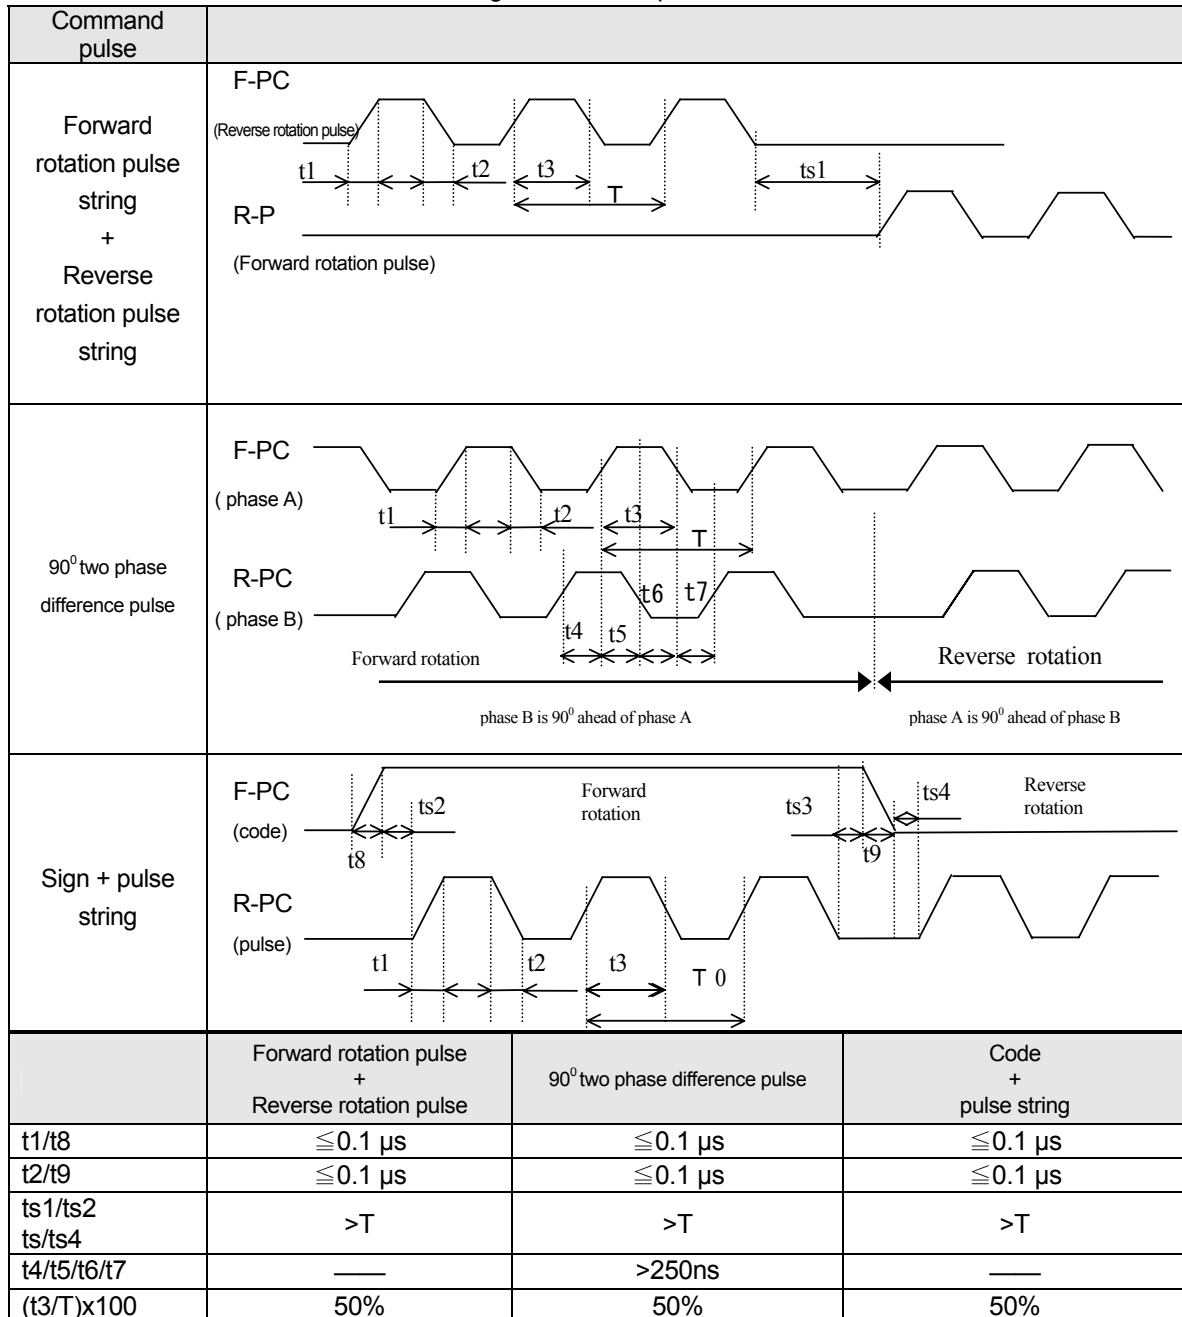 Command
pulse
Forward
rotation pulse
string
+
Reverse
rotation pulse
string
F-PC
(Reverse rotation pulse)
t1
t2
t3
T
ts1
R-P
(Forward rotation pulse)
90⁰ two phase
difference pulse
F-PC
( phase A)
t1
t2
t3
T
R-PC
( phase B)
t6
t7
t4
t5
Forward rotation
Reverse rotation
phase B is 90⁰ ahead of phase A
phase A is 90⁰ ahead of phase B
Sign + pulse
string
F-PC
(code)
ts2
Forward
rotation
ts3
ts4
Reverse
rotation
t8
t9
R-PC
(pulse)
t1
t2
t3
T 0
Forward rotation pulse
+
Reverse rotation pulse
90⁰ two phase difference pulse
Code
+
pulse string
t1/t8 ≦0.1 µs ≦0.1 µs ≦0.1 µs
t2/t9 ≦0.1 µs ≦0.1 µs ≦0.1 µs
ts1/ts2
ts/ts4
>T >T >T
t4/t5/t6/t7 —— >250ns ——
(t3/T)x100 50% 50% 50%